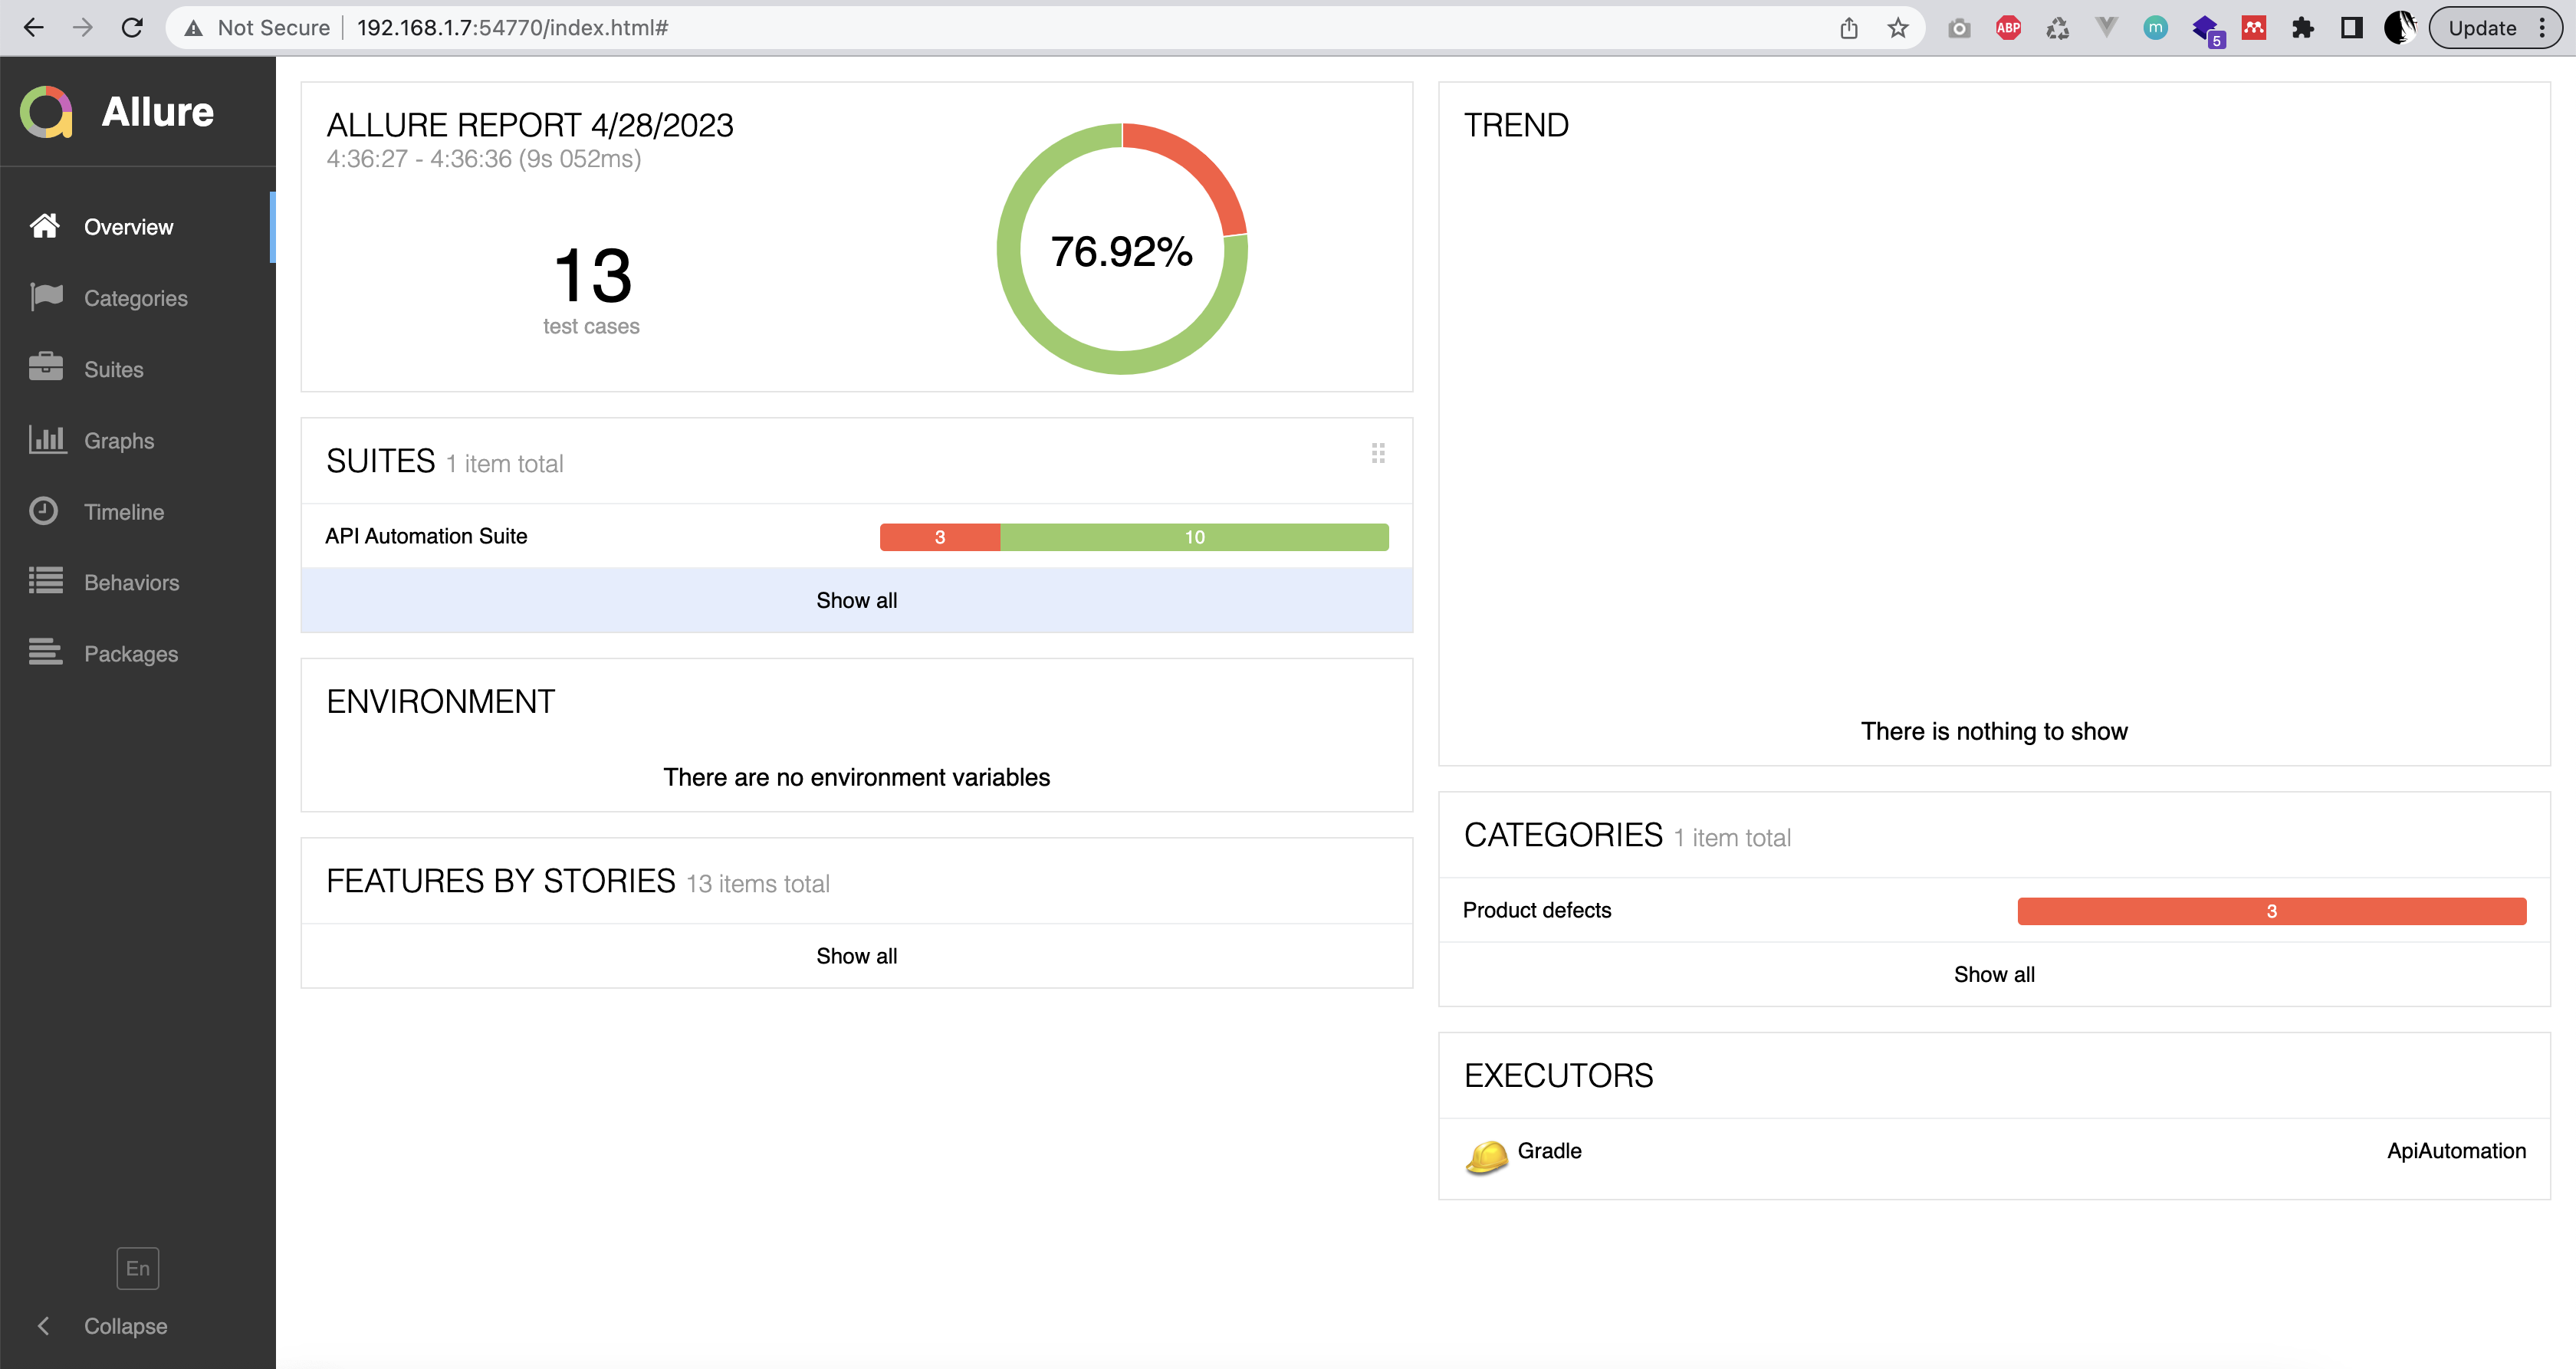 Not Secure
192.168.1.7:54770/index.html#
ABP
m
5
Update
Allure
Overview
Categories
Suites
Graphs
Timeline
Behaviors
Packages
En
Collapse
ALLURE REPORT 4/28/2023
4:36:27 - 4:36:36 (9s 052ms)
13
test cases
76.92%
SUITES 1 item total
API Automation Suite
3
10
Show all
ENVIRONMENT
There are no environment variables
FEATURES BY STORIES 13 items total
Show all
TREND
There is nothing to show
CATEGORIES 1 item total
Product defects
3
Show all
EXECUTORS
Gradle
ApiAutomation